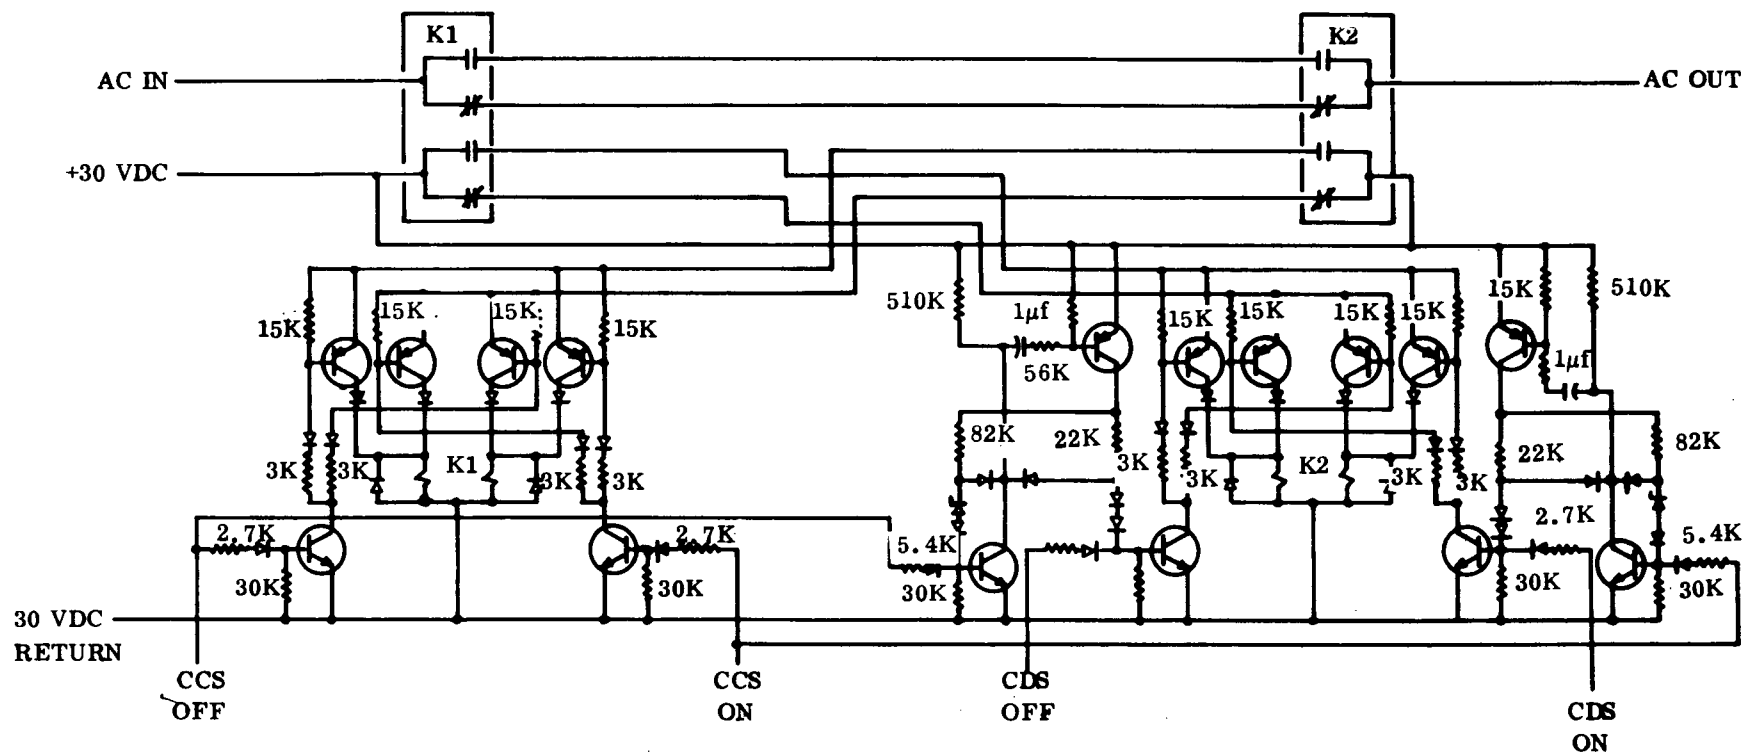 K1
K2
AC IN
AC OUT
+30 VDC
510K
1µf
15K
510K
15K
15K
15K
15K
15K
15K
15K
15K
56K
1µf
82K
22K
22K
82K
3K
3K
K1
3K
3K
3K
3K
K2
3K
3K
2.7K
2.7K
5.4K
2.7K
5.4K
30K
30K
30K
30K
30K
30 VDC
RETURN
CCS
OFF
CCS
ON
CDS
OFF
CDS
ON